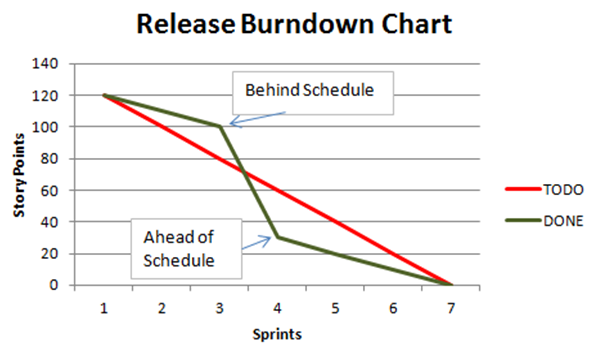 Release Burndown Chart
140
120
100
80
60
40
20
0
Story Points
Behind Schedule
Ahead of
Schedule
TODO
DONE
1 2 3 4 5 6 7
Sprints